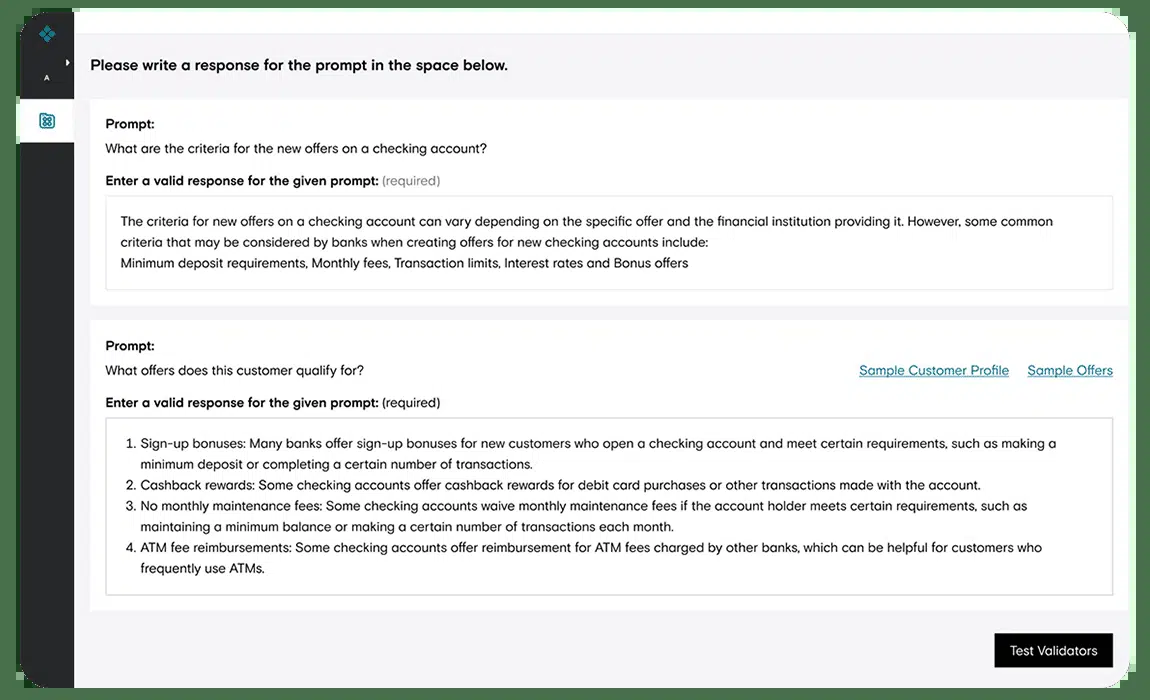 A
Please write a response for the prompt in the space below.
Prompt:
What are the criteria for the new offers on a checking account?
Enter a valid response for the given prompt: (required)
The criteria for new offers on a checking account can vary depending on the specific offer and the financial institution providing it. However, some common
criteria that may be considered by banks when creating offers for new checking accounts include:
Minimum deposit requirements, Monthly fees, Transaction limits, Interest rates and Bonus offers
Prompt:
What offers does this customer qualify for?
Sample Customer Profile Sample Offers
Enter a valid response for the given prompt: (required)
1. Sign-up bonuses: Many banks offer sign-up bonuses for new customers who open a checking account and meet certain requirements, such as making a
minimum deposit or completing a certain number of transactions.
2. Cashback rewards: Some checking accounts offer cashback rewards for debit card purchases or other transactions made with the account.
3. No monthly maintenance fees: Some checking accounts waive monthly maintenance fees if the account holder meets certain requirements, such as
maintaining a minimum balance or making a certain number of transactions each month.
4. ATM fee reimbursements: Some checking accounts offer reimbursement for ATM fees charged by other banks, which can be helpful for customers who
frequently use ATMs.
Test Validators